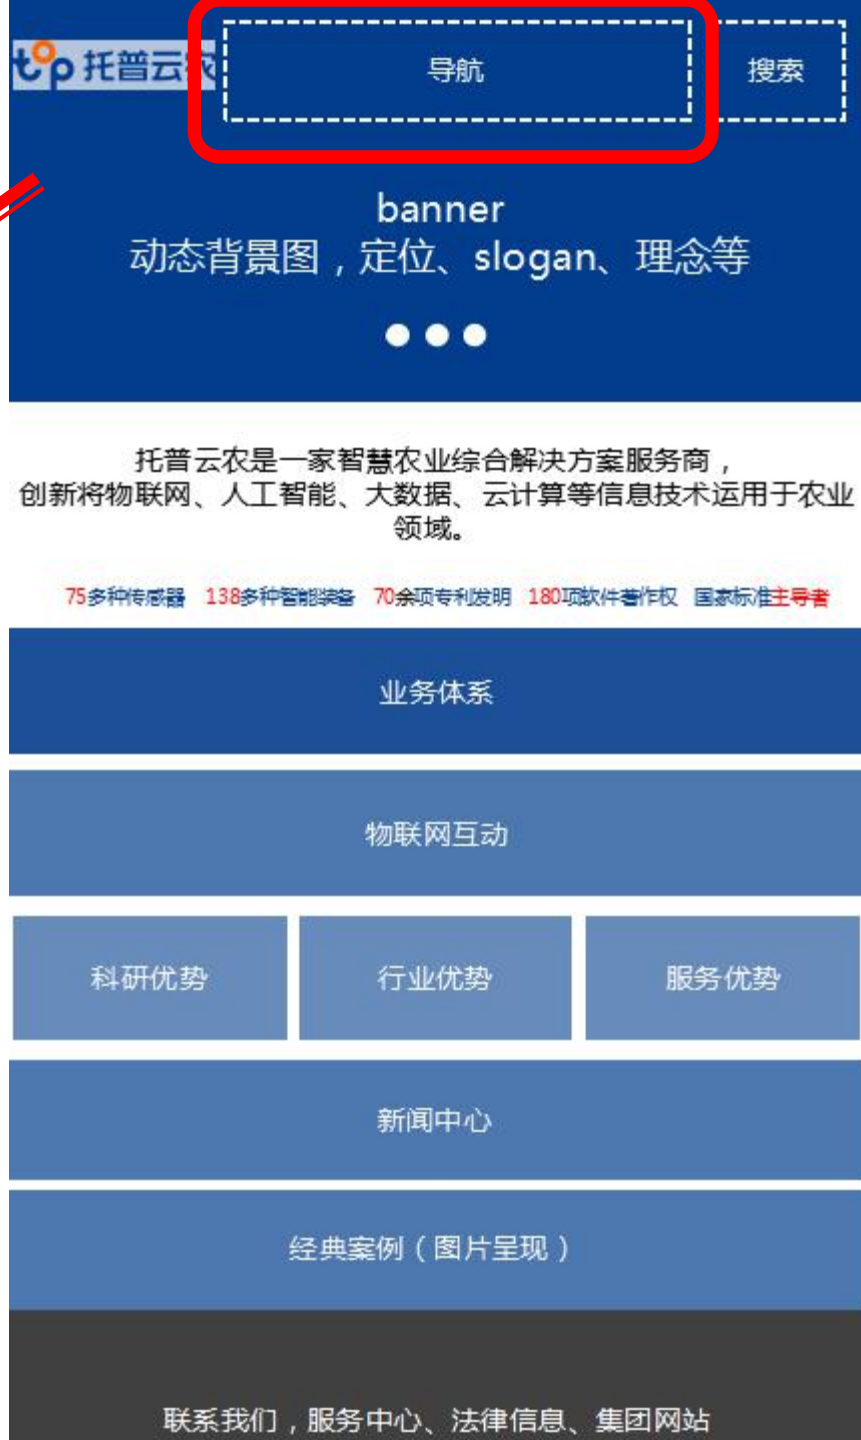 top 托普云农
导航
搜索
banner
动态背景图，定位、slogan、理念等
托普云农是一家智慧农业综合解决方案服务商，
创新将物联网、人工智能、大数据、云计算等信息技术运用于农业
领域。
75多种传感器 138多种智能装备 70余项专利发明 180项软件著作权 国家标准主导者
业务体系
物联网互动
科研优势 行业优势 服务优势
新闻中心
经典案例（图片呈现）
联系我们，服务中心、法律信息、集团网站